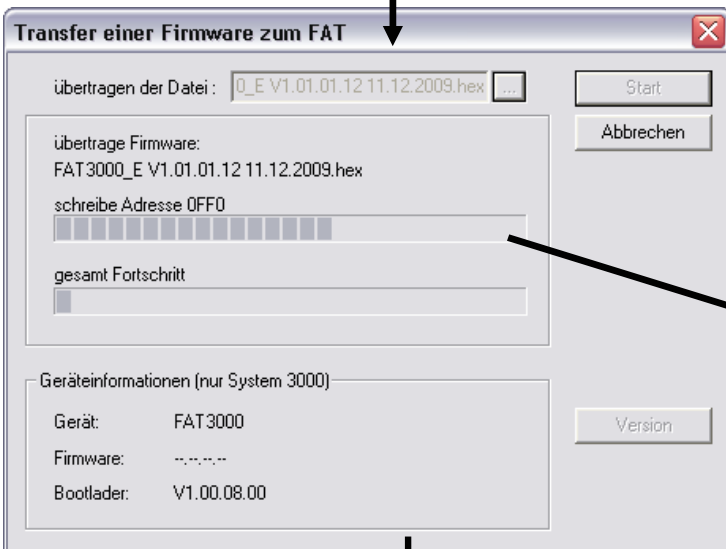 Transfer einer Firmware zum FAT
übertragen der Datei : 0_E V1.01.01.12 11.12.2009.hex ... Start
Abbrechen
übertrage Firmware:
FAT3000_E V1.01.01.12 11.12.2009.hex
schreibe Adresse 0FF0
gesamt Fortschritt
Geräteinformationen (nur System 3000)
Gerät: FAT3000 Version
Firmware: --.--.--.--
Bootlader: V1.00.08.00